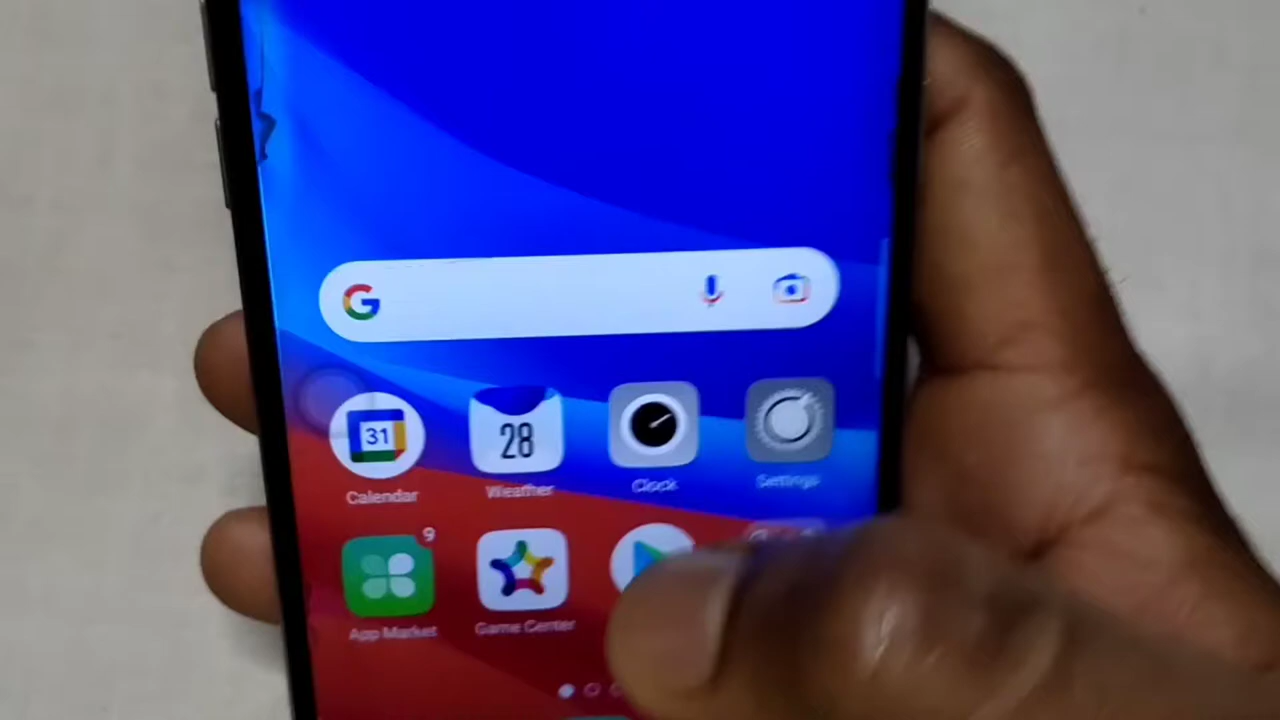 G
31
28
Calendar
Weather
Clock
Settings
9
App Market
Game Center